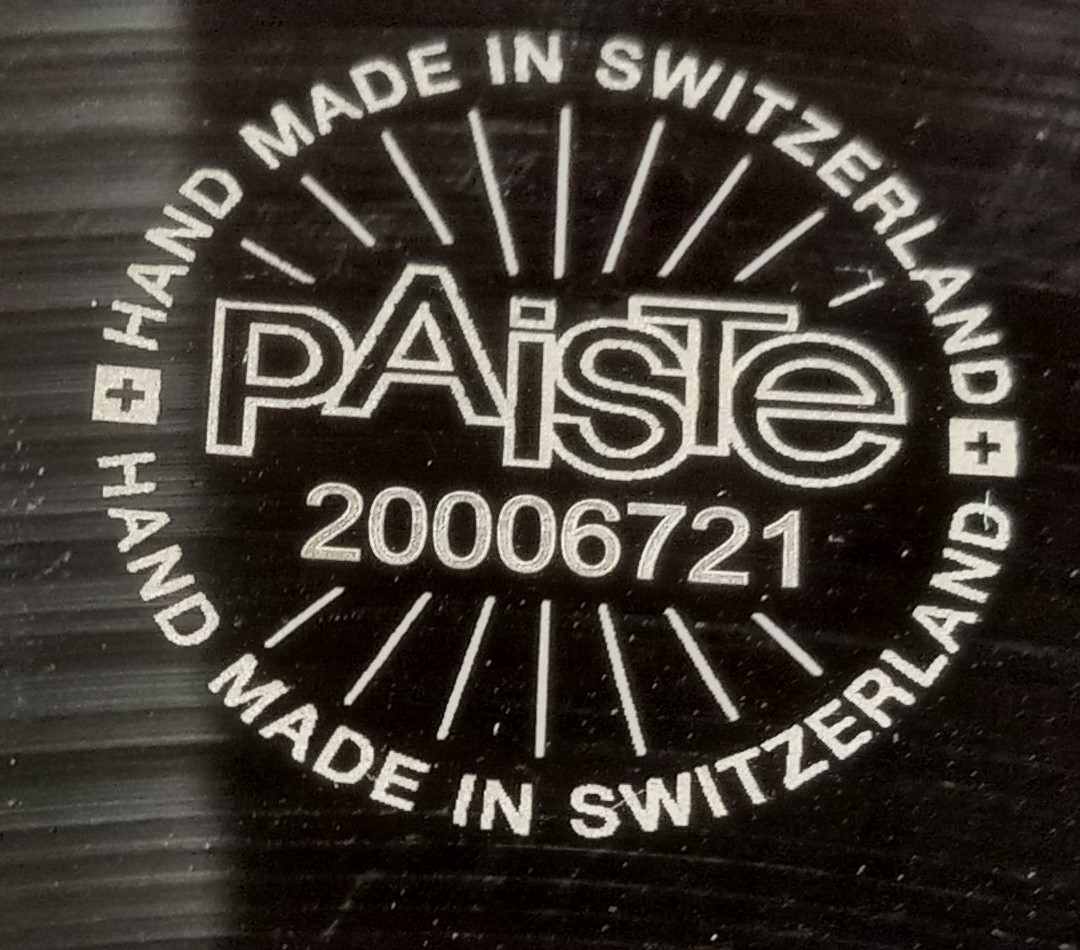 HAND MADE IN SWITZERLAND
PAiSTe
20006721
HAND MADE IN SWITZERLAND